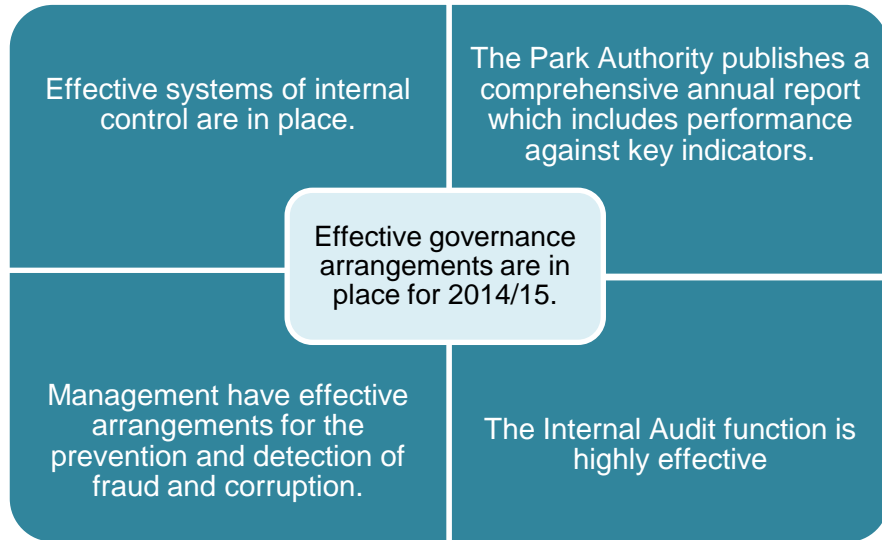 Effective systems of internal
control are in place.
The Park Authority publishes a
comprehensive annual report
which includes performance
against key indicators.
Effective governance
arrangements are in
place for 2014/15.
Management have effective
arrangements for the
prevention and detection of
fraud and corruption.
The Internal Audit function is
highly effective